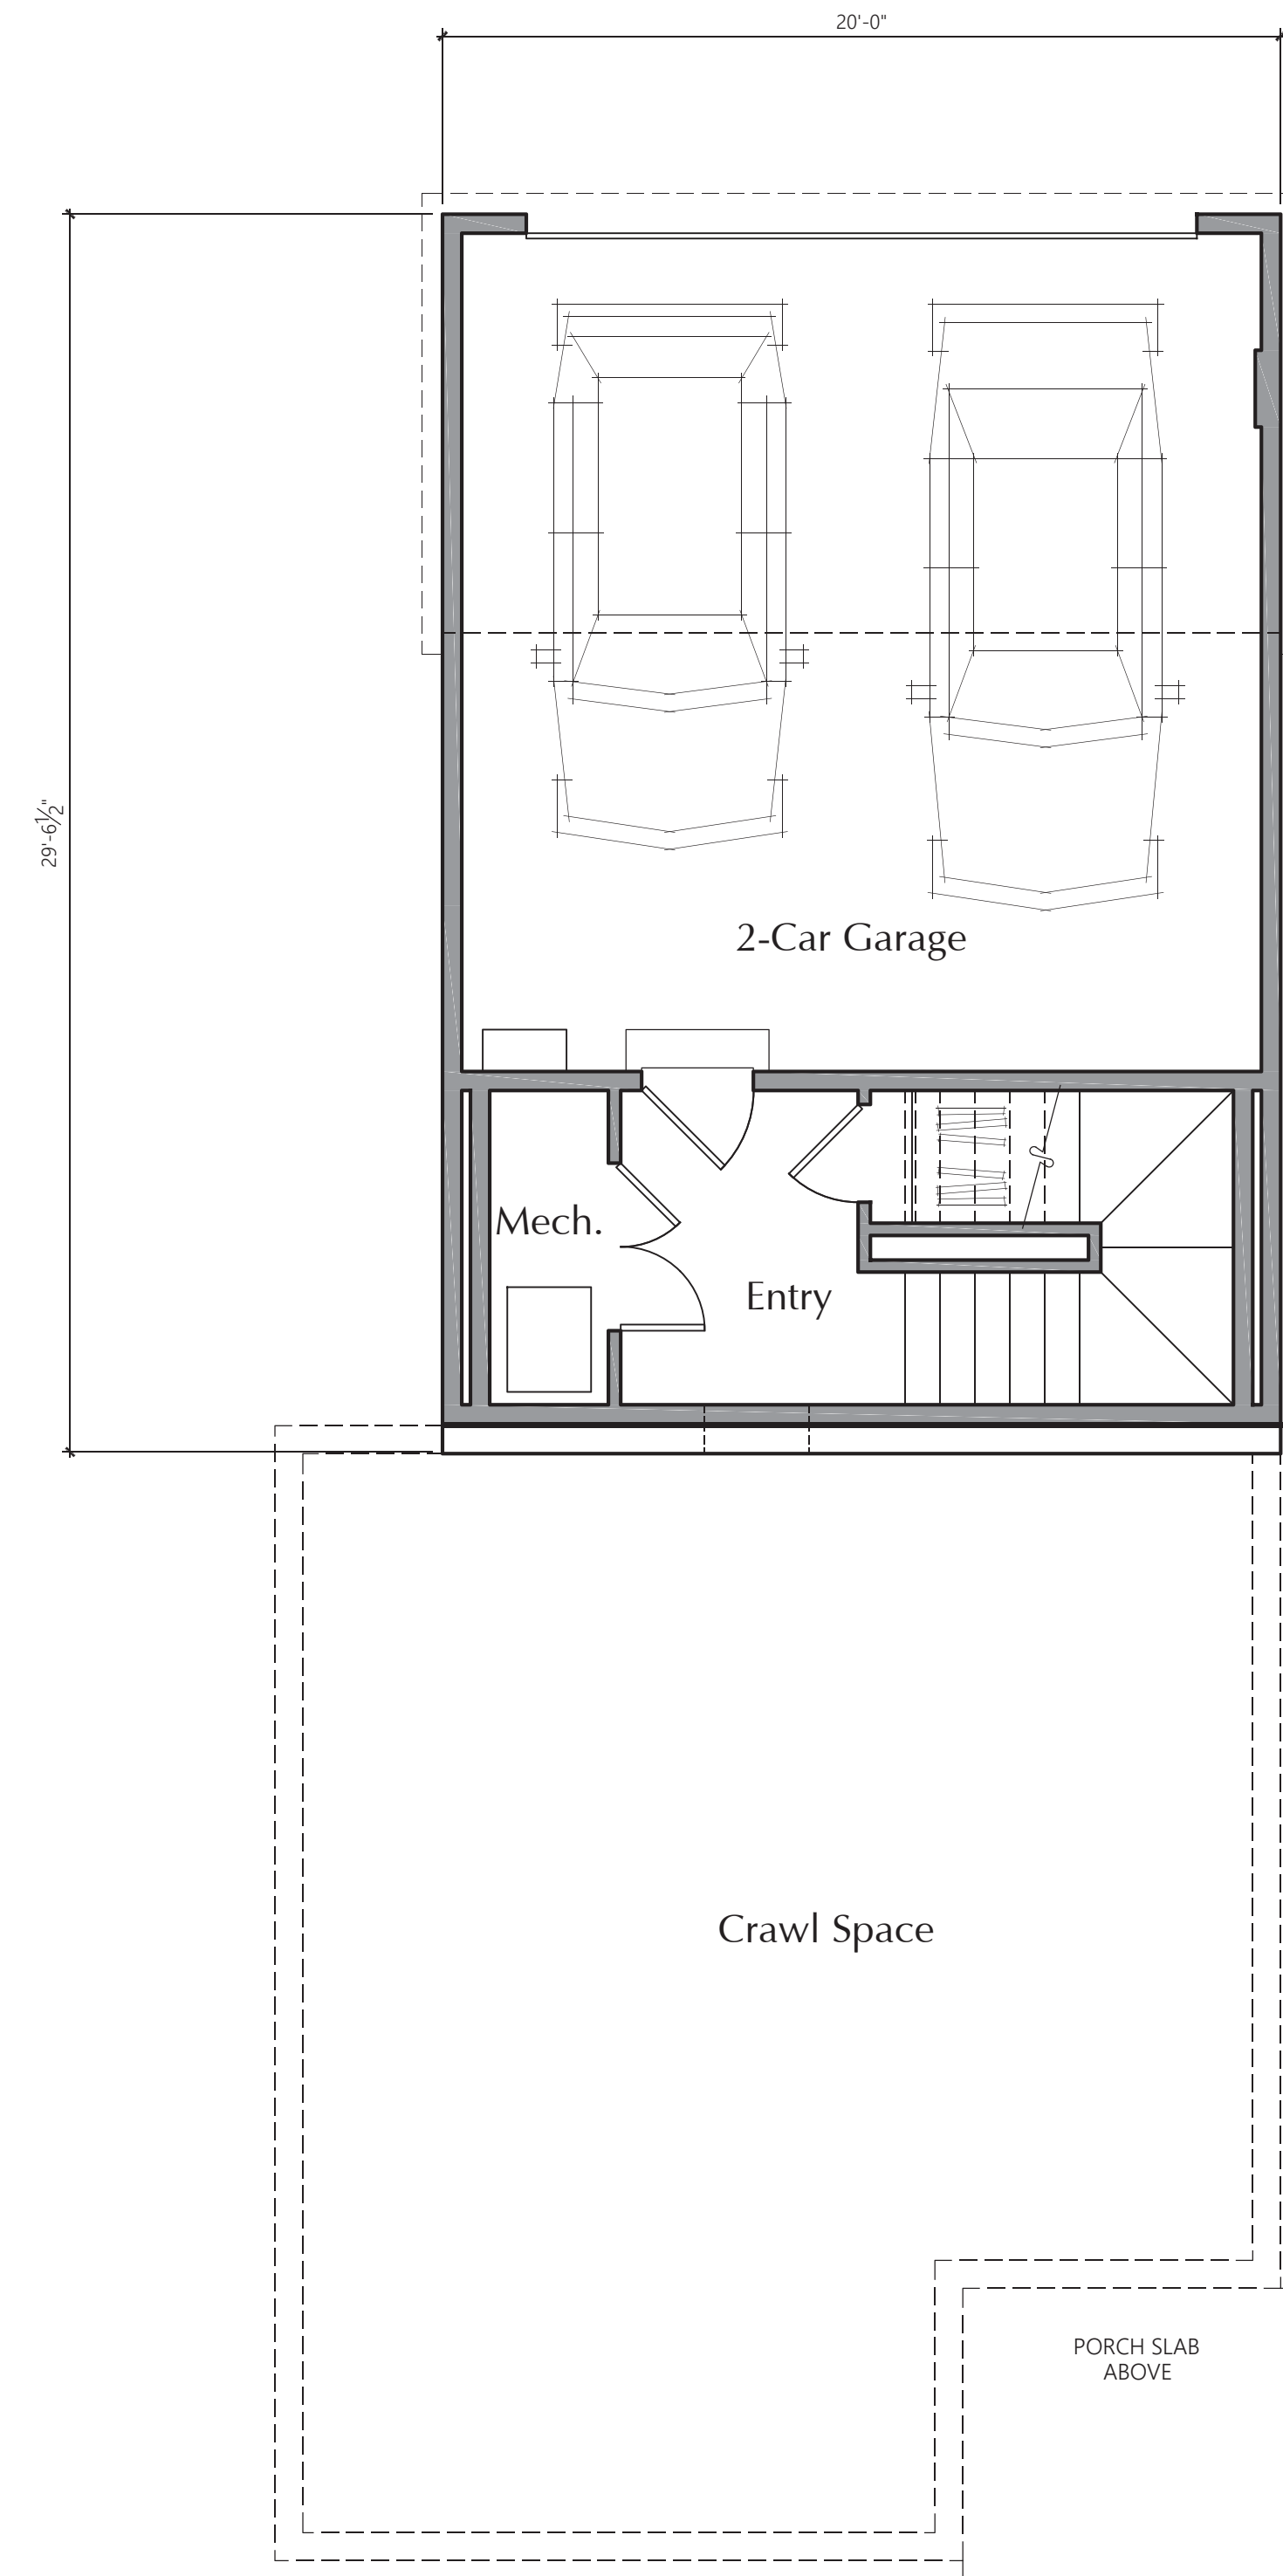 20'-0"
29'-6½"
2-Car Garage
Mech.
Entry
Crawl Space
PORCH SLAB
ABOVE